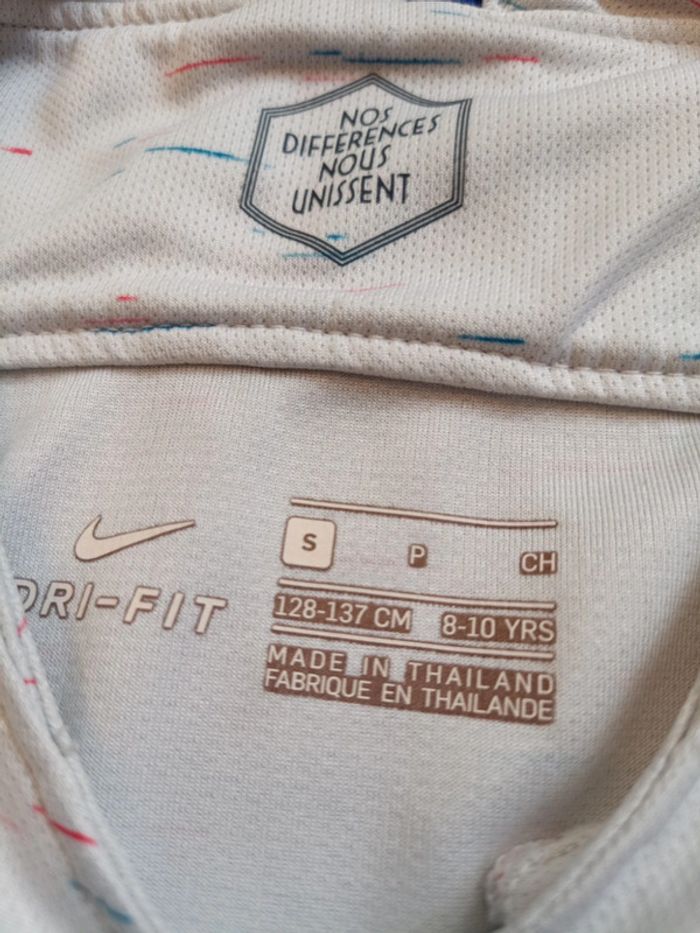 NOS
DIFFERENCES
NOUS
UNISSENT
DRI-FIT
S P CH
128-137 CM 8-10 YRS
MADE IN THAILAND
FABRIQUE EN THAILANDE